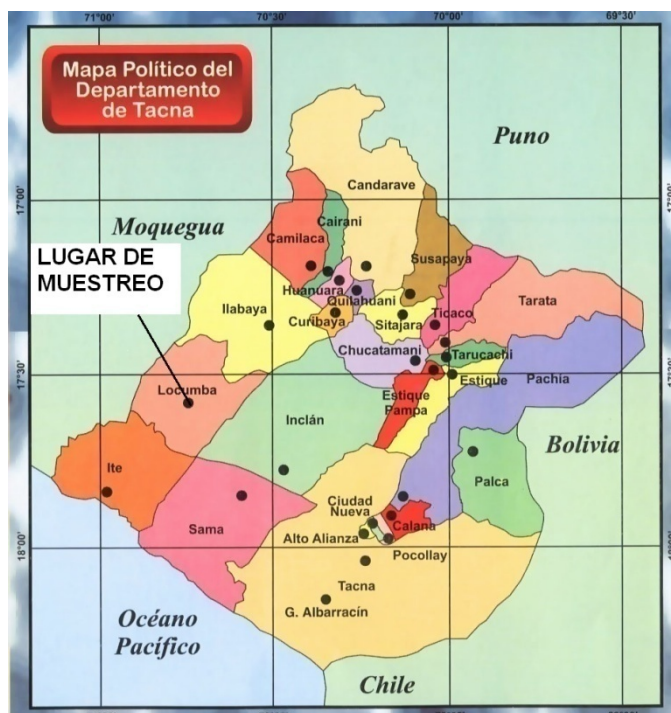 71°00'
70°30'
70°00'
69°30'
Mapa Político del
Departamento
de Tacna
Puno
Candarave
17°00'
Moquegua
Cairani
Camilaca
Susapaya
LUGAR DE
MUESTREO
Huanuara
Quilahuani
Ilabaya
Curibaya
Sitajara
Ticaco
Tarata
Chucatamani
Tarucachi
17°30'
17°30'
Locumba
Estique
Pachia
Estique
Pampa
Inclán
Bolivia
Ite
Palca
Ciudad
Nueva
Sama
Calana
Alto Alianza
18°00'
Pocollay
Tacna
Océano
Pacífico
G. Albarracín
Chile